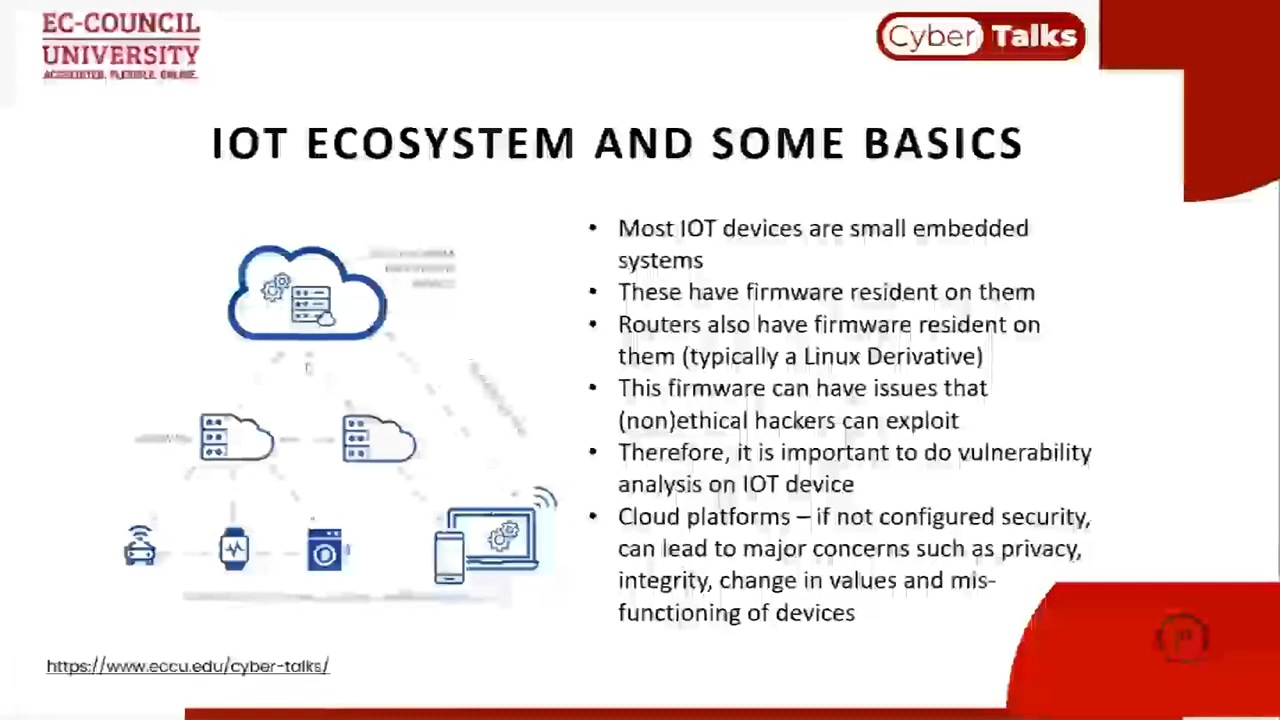 EC-COUNCIL
UNIVERSITY
ACCREDITED. FLEXIBLE. ONLINE.
Cyber Talks
IOT ECOSYSTEM AND SOME BASICS
• Most IOT devices are small embedded
systems
• These have firmware resident on them
• Routers also have firmware resident on
them (typically a Linux Derivative)
• This firmware can have issues that
(non)ethical hackers can exploit
• Therefore, it is important to do vulnerability
analysis on IOT device
• Cloud platforms – if not configured security,
can lead to major concerns such as privacy,
integrity, change in values and mis-
functioning of devices
https://www.eccu.edu/cyber-talks/